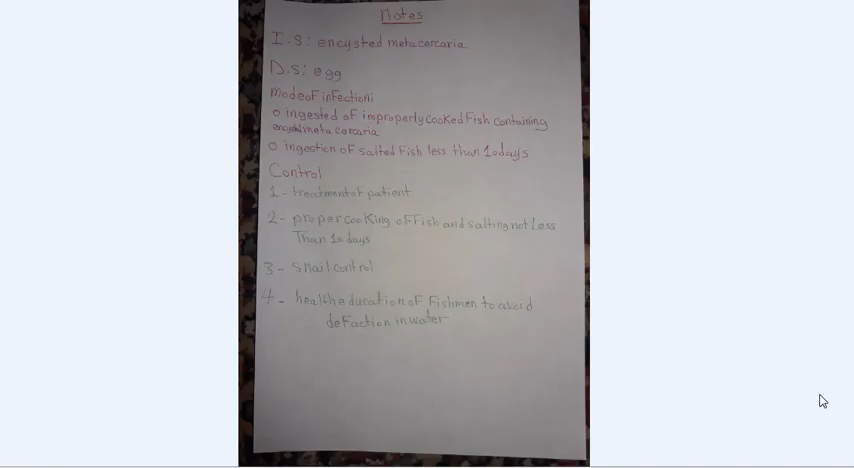 Notes
I.S: encysted metacercaria
D.S: egg
mode of infection:
o ingested of improperly cooked fish containing
encysted metacercaria
o ingestion of salted fish less than 10 days
Control
1 - treatment of patient
2 - proper cooking of fish and salting not less
Than 10 days
3 - snail control
4 - health education of fishmen to avoid
defaction in water